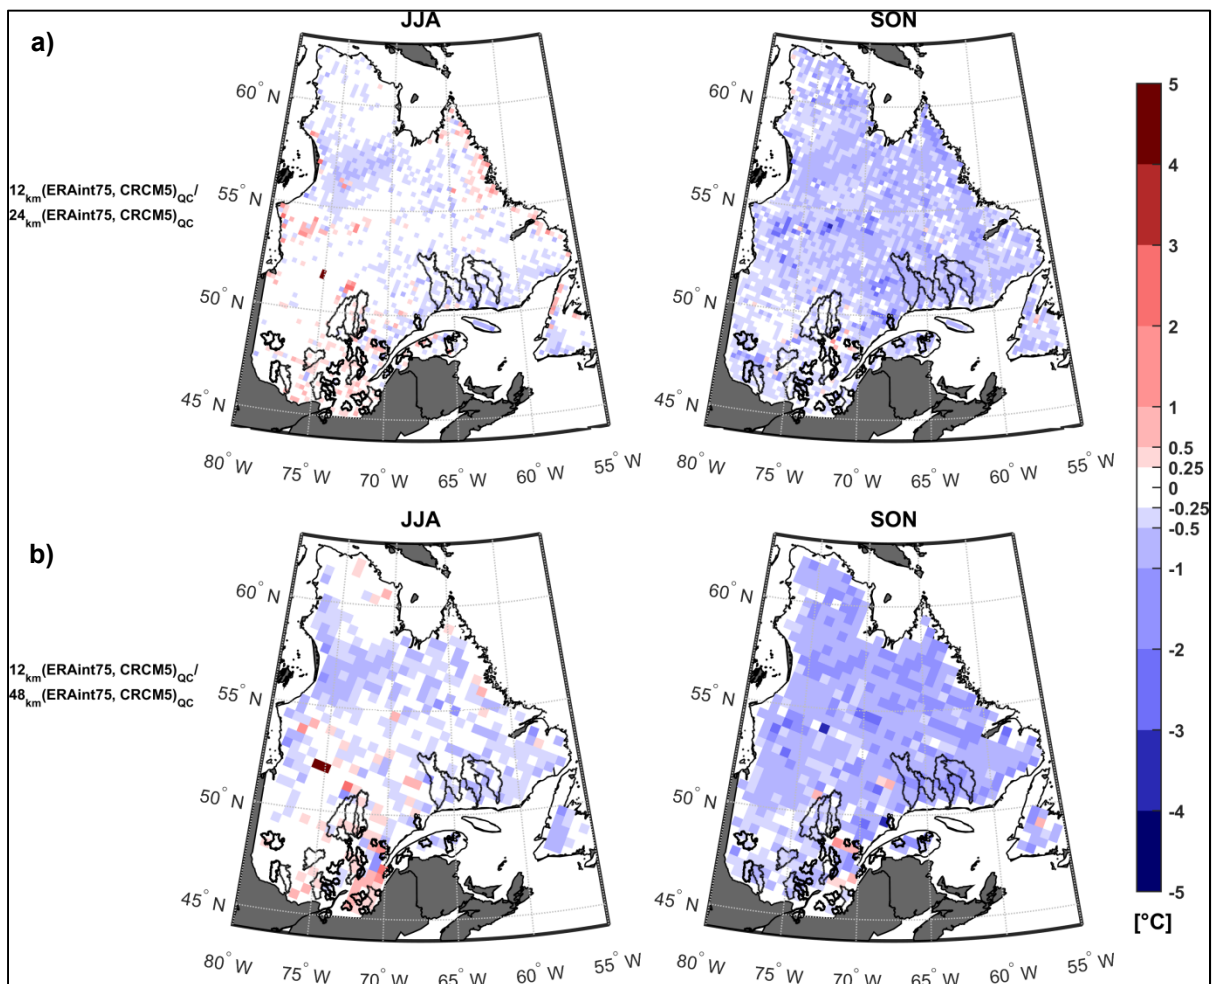 a)
JJA
SON
60° N
55° N
50° N
45° N
80° W
75° W
70° W
65° W
60° W
55° W
60° N
55° N
50° N
45° N
80° W
75° W
70° W
65° W
60° W
55° W
12km(ERAint75, CRCM5)QC/
24km(ERAint75, CRCM5)QC
b)
JJA
SON
60° N
55° N
50° N
45° N
80° W
75° W
70° W
65° W
60° W
55° W
60° N
55° N
50° N
45° N
80° W
75° W
70° W
65° W
60° W
55° W
12km(ERAint75, CRCM5)QC/
48km(ERAint75, CRCM5)QC
5
4
3
2
1
0.5
0.25
0
-0.25
-0.5
-1
-2
-3
-4
-5
[°C]